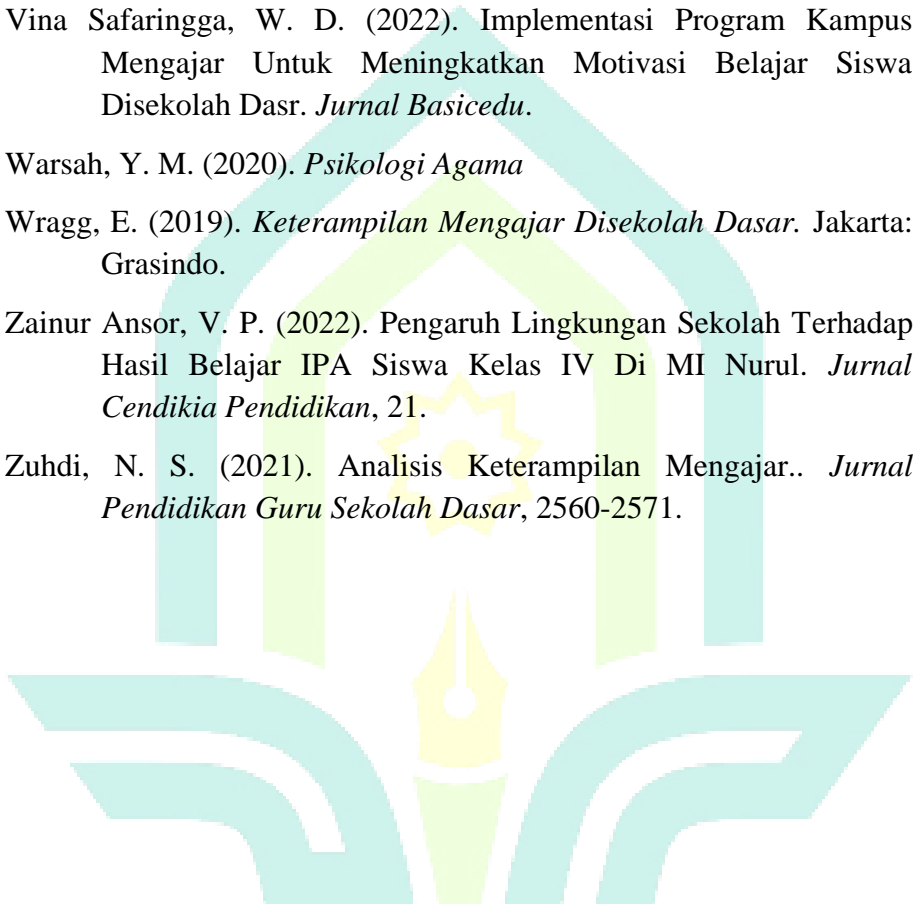 Vina Safaringga, W. D. (2022). Implementasi Program Kampus
Mengajar Untuk Meningkatkan Motivasi Belajar Siswa
Disekolah Dasr. Jurnal Basicedu.
Warsah, Y. M. (2020). Psikologi Agama
Wragg, E. (2019). Keterampilan Mengajar Disekolah Dasar. Jakarta:
Grasindo.
Zainur Ansor, V. P. (2022). Pengaruh Lingkungan Sekolah Terhadap
Hasil Belajar IPA Siswa Kelas IV Di MI Nurul. Jurnal
Cendikia Pendidikan, 21.
Zuhdi, N. S. (2021). Analisis Keterampilan Mengajar.. Jurnal
Pendidikan Guru Sekolah Dasar, 2560-2571.